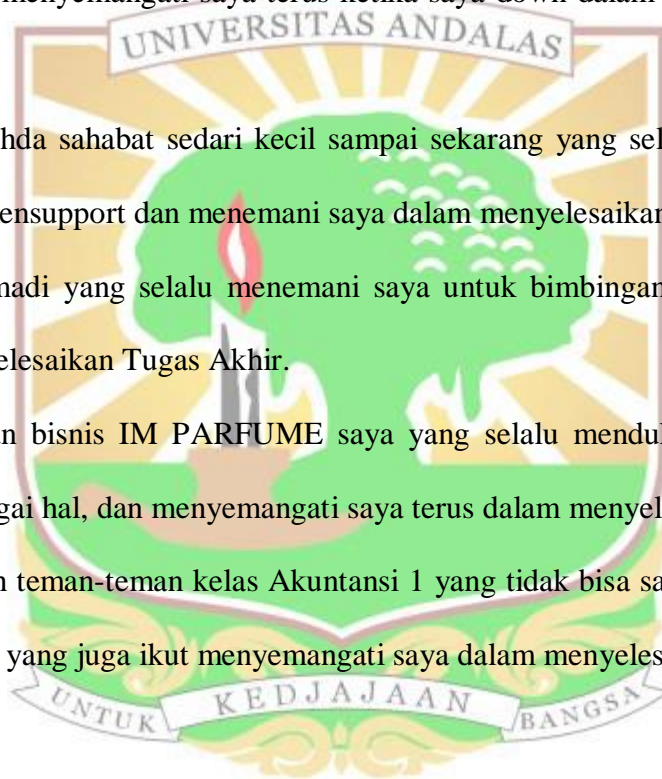 menyemangati saya terus ketika saya down dalam
UNIVERSITAS ANDALAS
hda sahabat sedari kecil sampai sekarang yang sel
ensupport dan menemani saya dalam menyelesaikan
madi yang selalu menemani saya untuk bimbingan
elesaikan Tugas Akhir.
n bisnis IM PARFUME saya yang selalu mendul
gai hal, dan menyemangati saya terus dalam menyel
n teman-teman kelas Akuntansi 1 yang tidak bisa sa
yang juga ikut menyemangati saya dalam menyeles
UNTUK KEDJAJAAN BANGSA